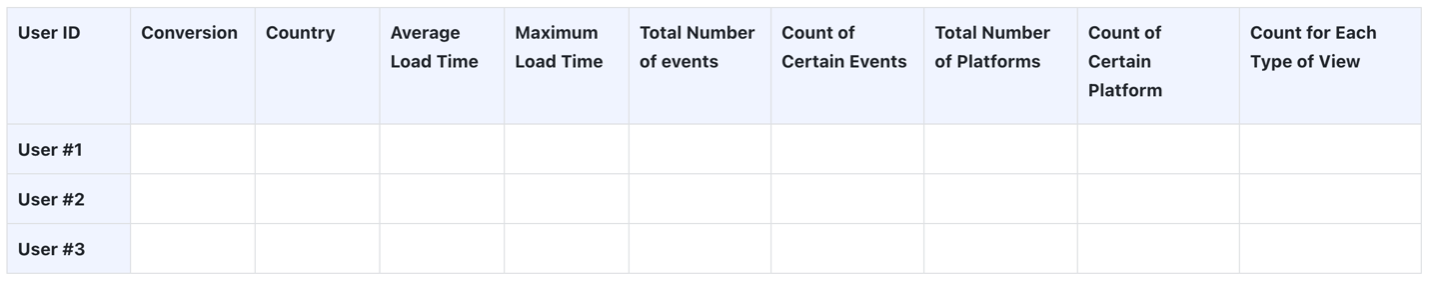 User ID
Conversion
Country
Average
Load Time
Maximum
Load Time
Total Number
of events
Count of
Certain Events
Total Number
of Platforms
Count of
Certain
Platform
Count for Each
Type of View
User #1
User #2
User #3